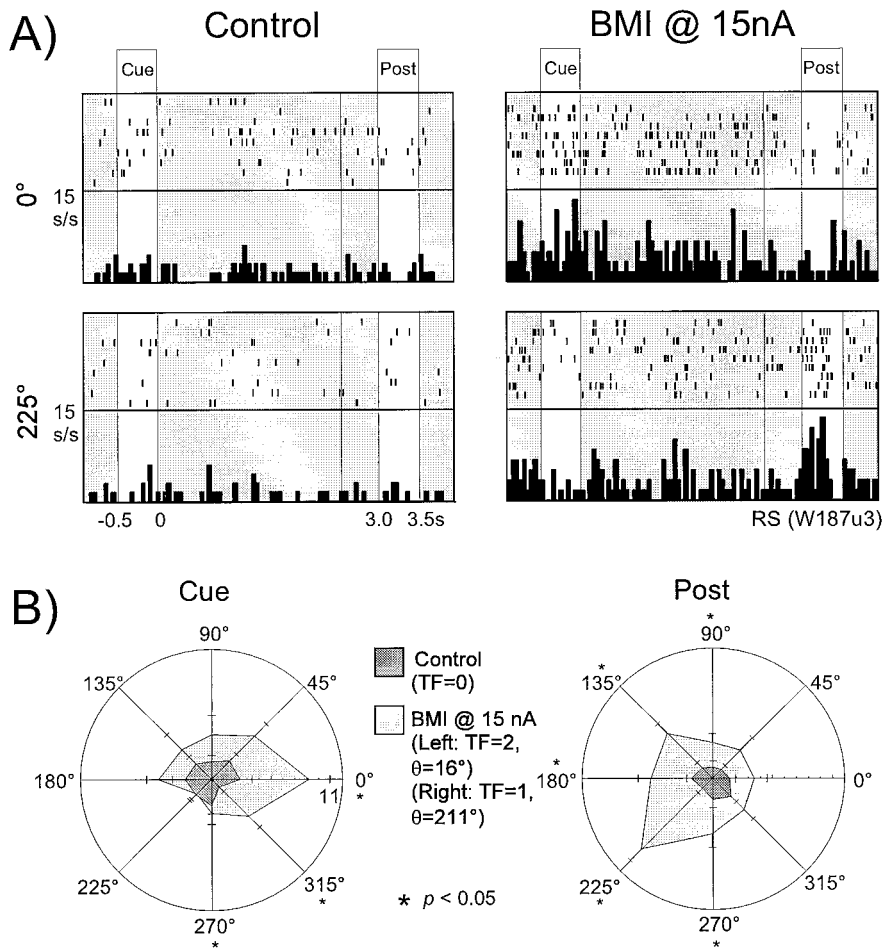 A)
Control
BMI @ 15nA
Cue
Post
Cue
Post
0°
15
s/s
225°
15
s/s
-0.5
0
3.0
3.5s
RS (W187u3)
B)
Cue
Post
90°
45°
0°
11
*
315°
*
270°
*
225°
180°
135°
Control
(TF=0)
BMI @ 15 nA
(Left: TF=2,
θ=16°)
(Right: TF=1,
θ=211°)
* p < 0.05
*
90°
45°
0°
315°
270°
*
225°
*
*
180°
*
135°